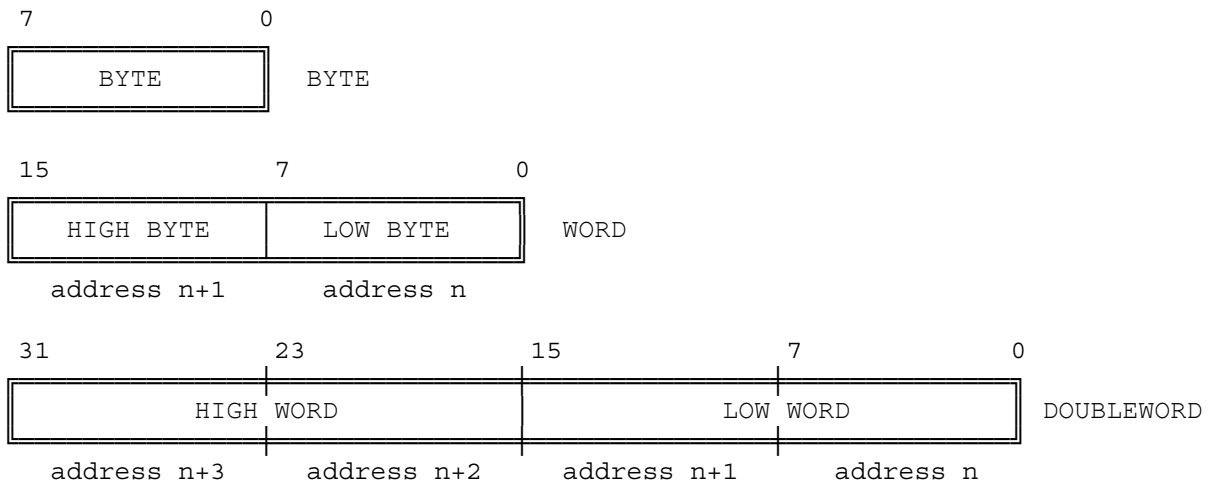 7 0
BYTE BYTE
15 7 0
HIGH BYTE LOW BYTE WORD
address n+1 address n
31 23 15 7 0
HIGH WORD LOW WORD DOUBLEWORD
address n+3 address n+2 address n+1 address n